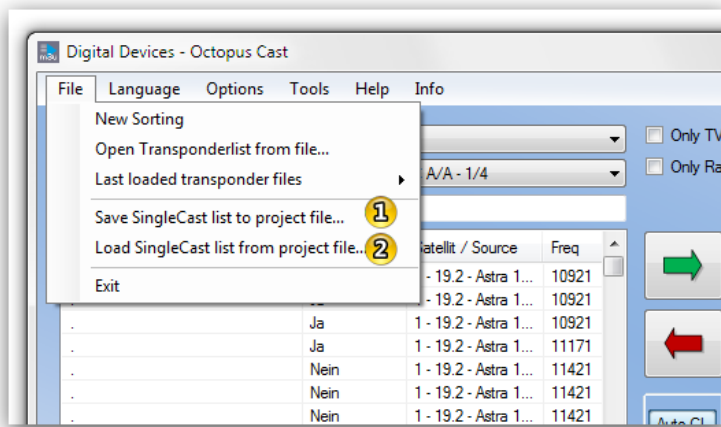 Digital Devices - Octopus Cast
File Language Options Tools Help Info
New Sorting
Open Transponderlist from file...
Last loaded transponder files
Save SingleCast list to project file... 1
Load SingleCast list from project file... 2
Exit
Only TV
A/A - 1/4
Only Ra
Satellit / Source Freq
- 19.2 - Astra 1... 10921
. 1 - 19.2 - Astra 1... 10921
. Ja 1 - 19.2 - Astra 1... 10921
. Ja 1 - 19.2 - Astra 1... 11171
. Nein 1 - 19.2 - Astra 1... 11421
. Nein 1 - 19.2 - Astra 1... 11421
. Nein 1 - 19.2 - Astra 1... 11421
Auto CI